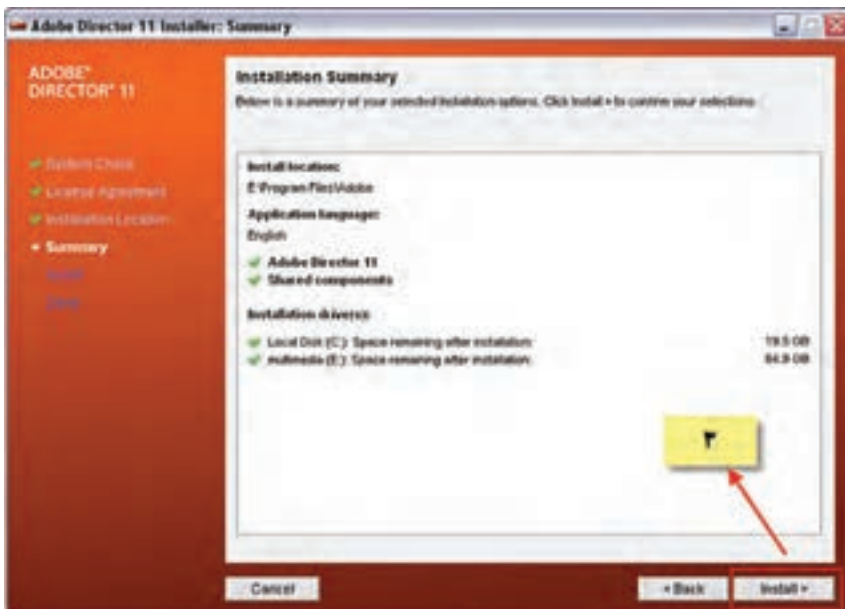 Adobe Director 11 Installer: Summary
ADOBE®
DIRECTOR® 11
System Check
License Agreement
Installation Location
Summary
Installation Summary
Below is a summary of your selected installation options. Click Install > to confirm your selections.
Install location:
E:\Program Files\Adobe
Application language:
English
Adobe Director 11
Shared components
Installation drive(s):
Local Disk (C:): Space remaining after installation: 19.5 GB
multimedia (E:): Space remaining after installation: 84.9 GB
۳
Cancel
< Back
Install >